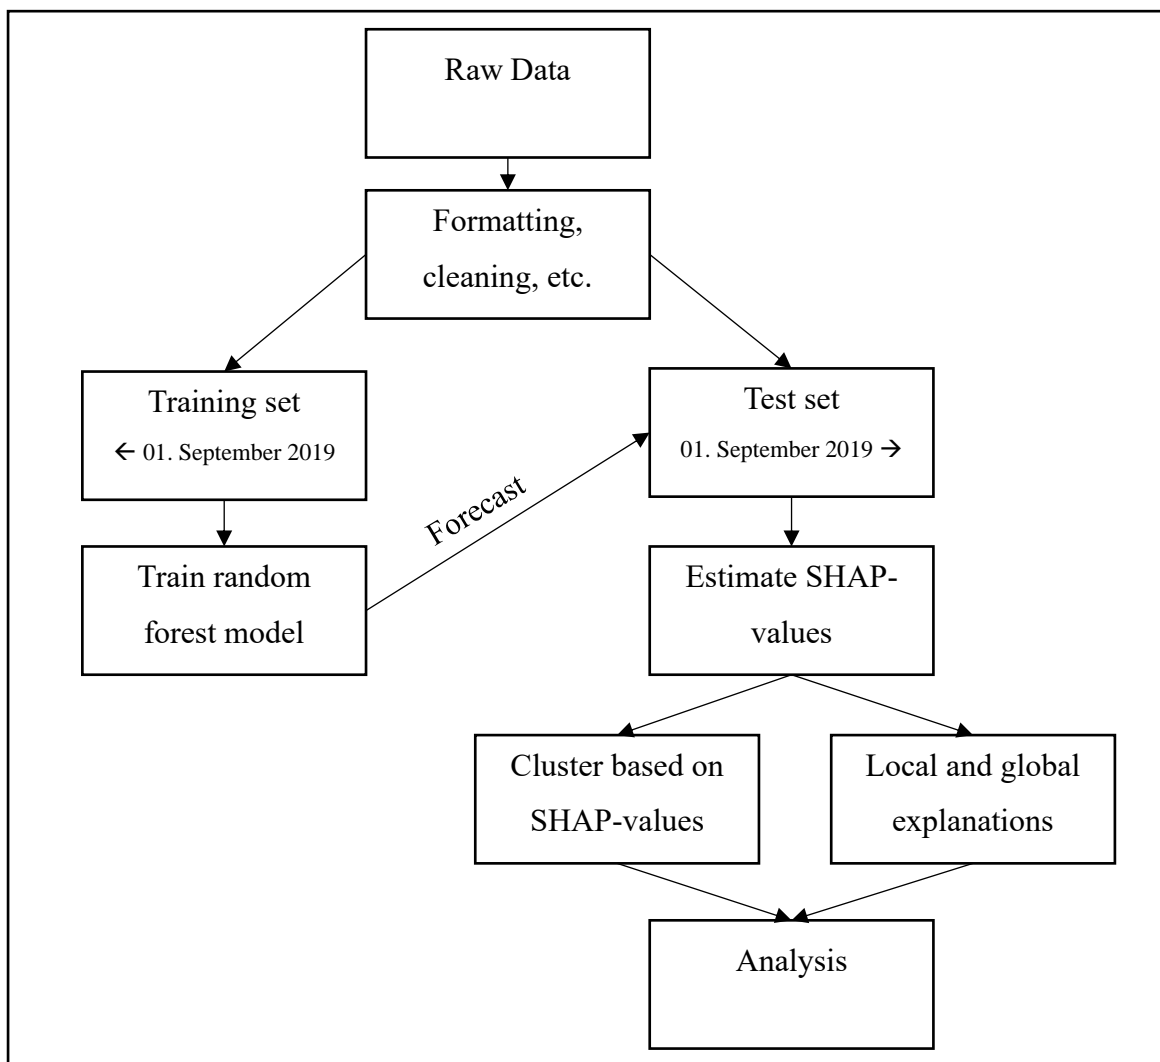 Raw Data
Formatting,
cleaning, etc.
Training set
← 01. September 2019
Test set
01. September 2019 →
Forecast
Train random
forest model
Estimate SHAP-
values
Cluster based on
SHAP-values
Local and global
explanations
Analysis